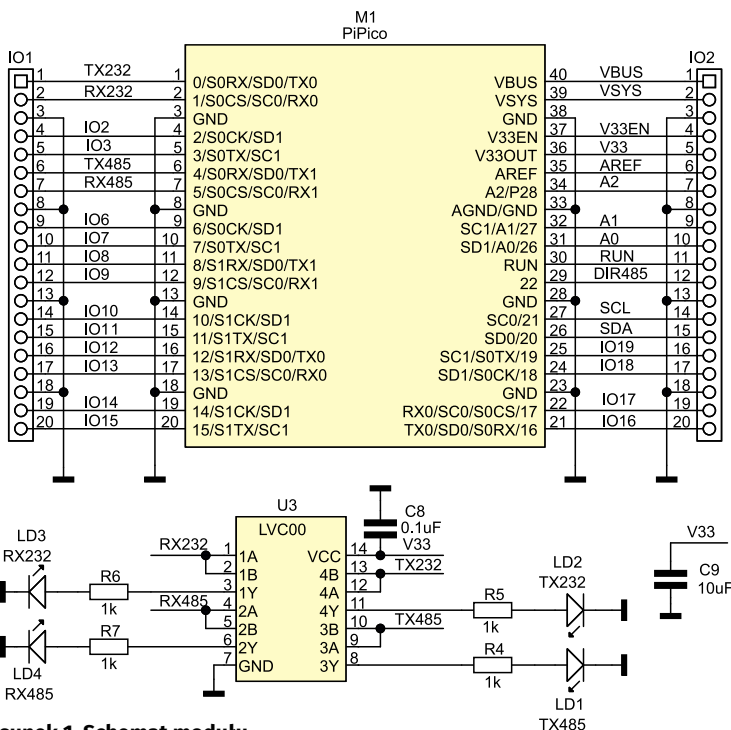 M1
PiPico
IO1
IO2
1 TX232 1 0/S0RX/SD0/TX0 VBUS 40 VBUS 1
2 RX232 2 1/S0CS/SC0/RX0 VSYS 39 VSYS 2
3 3 GND GND 38 3
4 IO2 4 2/S0CK/SD1 V33EN 37 V33EN 4
5 IO3 5 3/S0TX/SC1 V33OUT 36 V33 5
6 TX485 6 4/S0RX/SD0/TX1 AREF 35 AREF 6
7 RX485 7 5/S0CS/SC0/RX1 A2/P28 34 A2 7
8 8 GND AGND/GND 33 8
9 IO6 9 6/S0CK/SD1 SC1/A1/27 32 A1 9
10 IO7 10 7/S0TX/SC1 SD1/A0/26 31 A0 10
11 IO8 11 8/S1RX/SD0/TX1 RUN 30 RUN 11
12 IO9 12 9/S1CS/SC0/RX1 22 29 DIR485 12
13 13 GND GND 28 13
14 IO10 14 10/S1CK/SD1 SC0/21 27 SCL 14
15 IO11 15 11/S1TX/SC1 SD0/20 26 SDA 15
16 IO12 16 12/S1RX/SD0/TX0 SC1/S0TX/19 25 IO19 16
17 IO13 17 13/S1CS/SC0/RX0 SD1/S0CK/18 24 IO18 17
18 18 GND GND 23 18
19 IO14 19 14/S1CK/SD1 RX0/SC0/S0CS/17 22 IO17 19
20 IO15 20 15/S1TX/SC1 TX0/SD0/S0RX/16 21 IO16 20
U3
LVC00
C8
0.1uF
RX232 1 1A VCC 14 V33
2 1B 4B 13 TX232
3 1Y 4A 12
RX485 4 2A 4Y 11
5 2B 3B 10 TX485
6 2Y 3A 9
7 GND 3Y 8
LD3
RX232
R6
1k
R7
1k
LD4
RX485
R5
1k
LD2
TX232
R4
1k
LD1
TX485
V33
C9
10uF
sunek 1. Schemat modułu